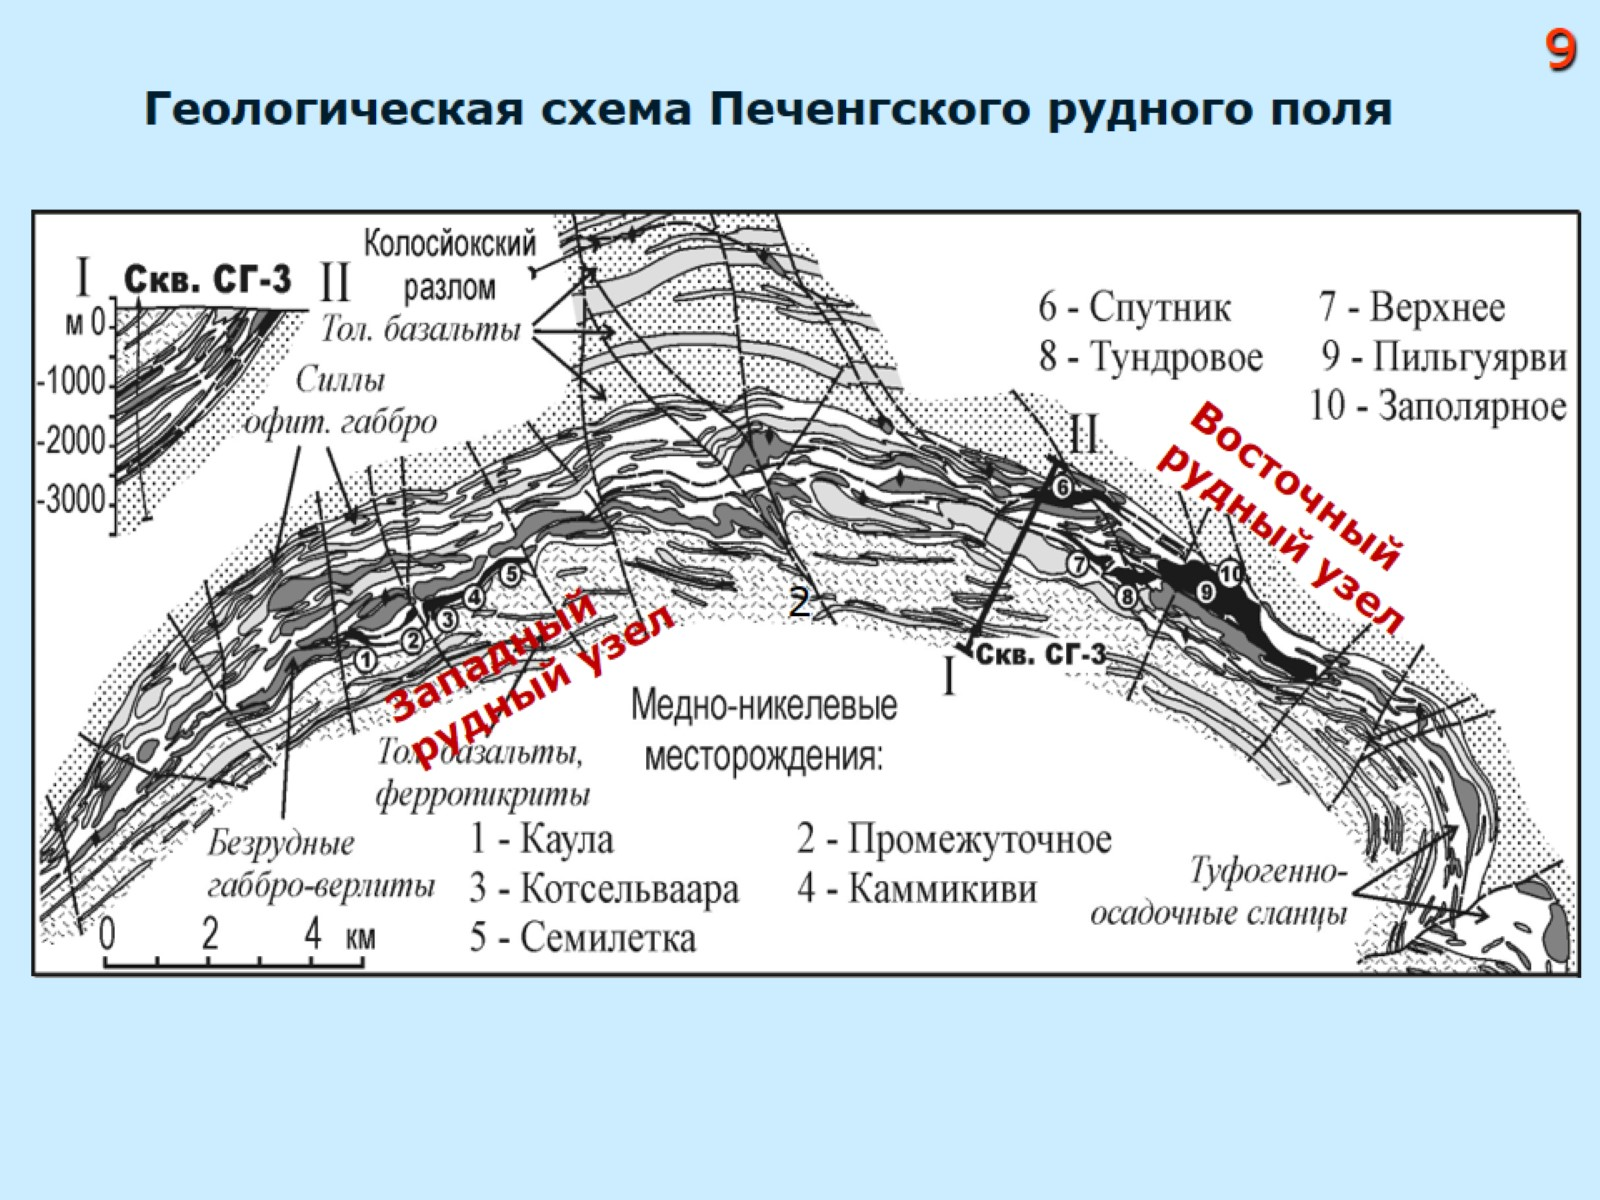 9
Геологическая схема Печенгского рудного поля
I Скв. СГ-3 II
Колосйокский
разлом
м 0
-1000
-2000
-3000
Тол. базальты
Силлы
офит. габбро
6 - Спутник 7 - Верхнее
8 - Тундровое 9 - Пильгуярви
10 - Заполярное
II
Восточный
рудный узел
6
7
8
9
10
5
4
3
2
1
2
Западный
рудный узел
I Скв. СГ-3
Тол. базальты,
ферропикриты
Медно-никелевые
месторождения:
Безрудные
габбро-верлиты
1 - Каула 2 - Промежуточное
3 - Котсельваара 4 - Каммикиви
5 - Семилетка
Туфогенно-
осадочные сланцы
0 2 4 км